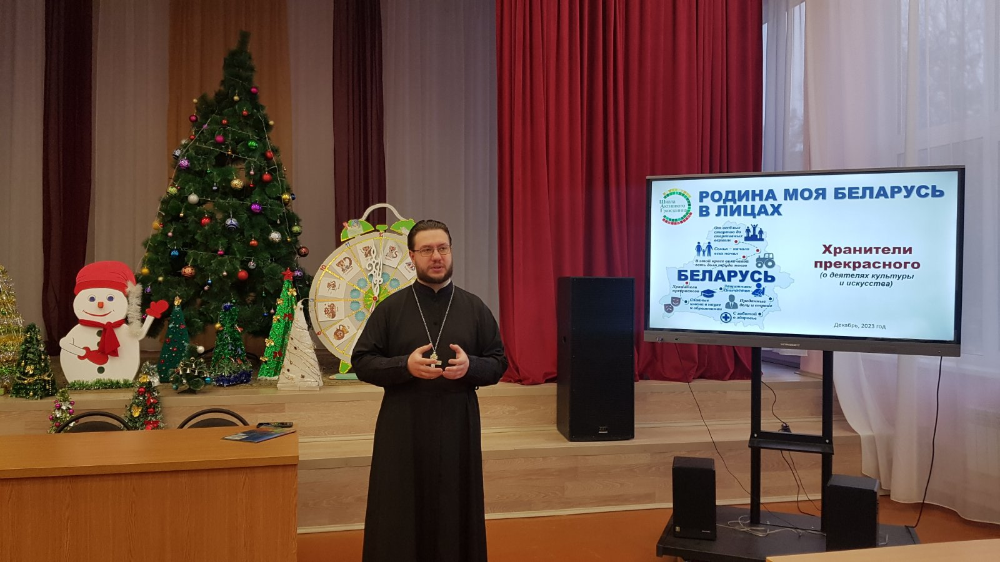 РОДИНА МОЯ БЕЛАРУСЬ
В ЛИЦАХ
Школа
Активного
Гражданина
От весёлых
стартов до
спортивных
вершин
Семья – начало
всех начал
В этой красе величавой
есть доля труда моего
БЕЛАРУСЬ
Хранители
прекрасного
Защитники
Отечества
Славные
имена в науке
и образовании
Преданные
делу и стране
С заботой
о здоровье
Хранители
прекрасного
(о деятелях культуры
и искусства)
Декабрь, 2023 год